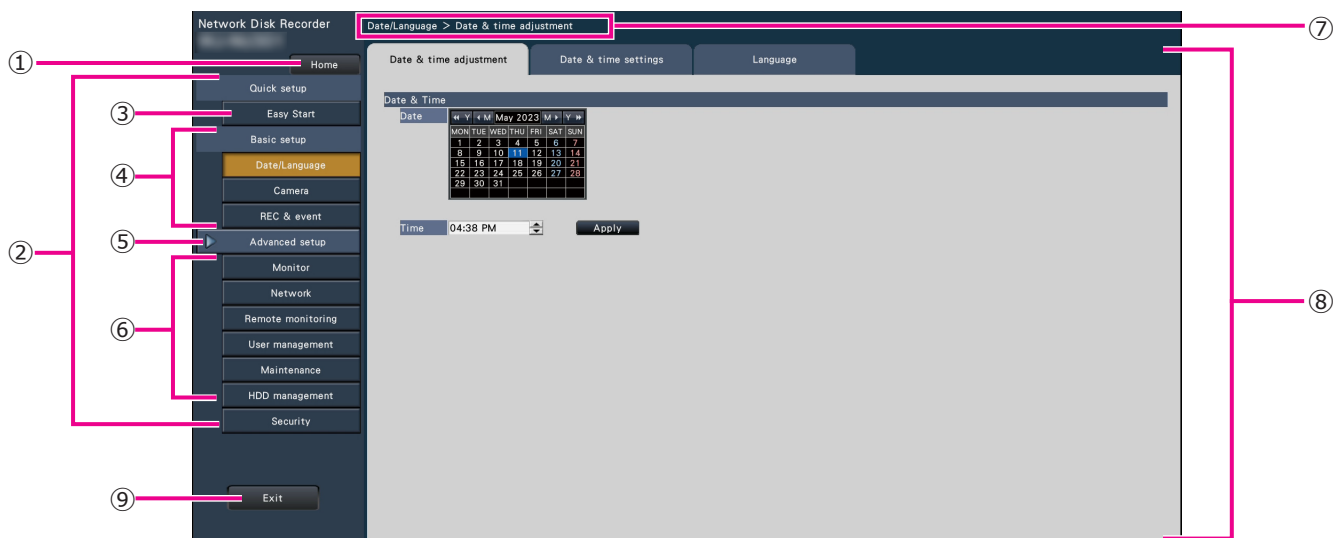 Network Disk Recorder
Date/Language > Date & time adjustment
⑦
①
Home
Date & time adjustment
Date & time settings
Language
⑧
②
Quick setup
③
Easy Start
④
Basic setup
Date/Language
Camera
REC & event
⑤
Advanced setup
⑥
Monitor
Network
Remote monitoring
User management
Maintenance
HDD management
Security
⑨
Exit
Date & Time
Date
Y M May 2023 M Y
MON TUE WED THU FRI SAT SUN
1 2 3 4 5 6 7
8 9 10 11 12 13 14
15 16 17 18 19 20 21
22 23 24 25 26 27 28
29 30 31
Time 04:38 PM Apply